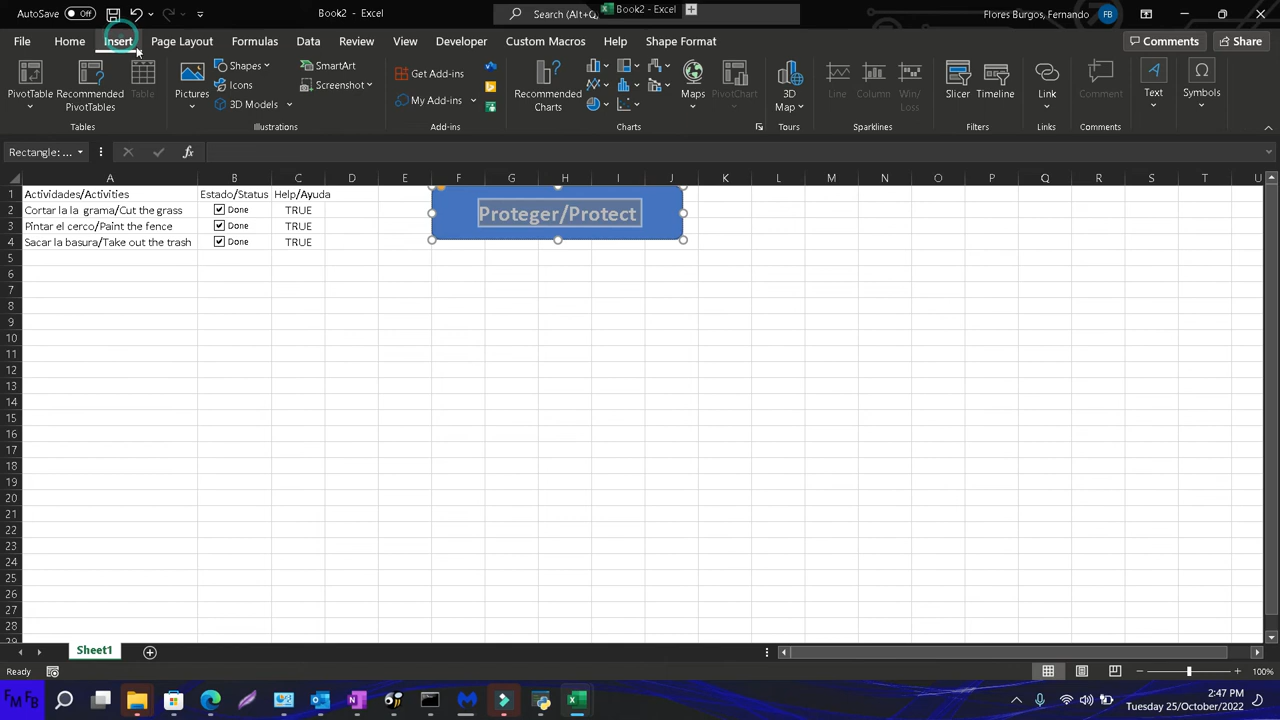 AutoSave Off Book2 - Excel Search (Alt+Q Book2 - Excel Flores Burgos, Fernando FB
File Home Insert Page Layout Formulas Data Review View Developer Custom Macros Help Shape Format Comments Share
PivotTable Recommended PivotTables Table Pictures Shapes Icons 3D Models SmartArt Screenshot Get Add-ins My Add-ins Recommended Charts Maps PivotChart 3D Map Line Column Win/Loss Slicer Timeline Link Comment Text Symbols
Tables Illustrations Add-ins Charts Tours Sparklines Filters Links Comments
Rectangle: ... fx
A B C D E F G H I J K L M N O P Q R S T U
1 Actividades/Activities Estado/Status Help/Ayuda
2 Cortar la la grama/Cut the grass Done TRUE
Proteger/Protect
3 Pintar el cerco/Paint the fence Done TRUE
4 Sacar la basura/Take out the trash Done TRUE
5
6
7
8
9
10
11
12
13
14
15
16
17
18
19
20
21
22
23
24
25
26
27
28
29
Sheet1
Ready 100%
FM FB 2:47 PM
Tuesday 25/October/2022